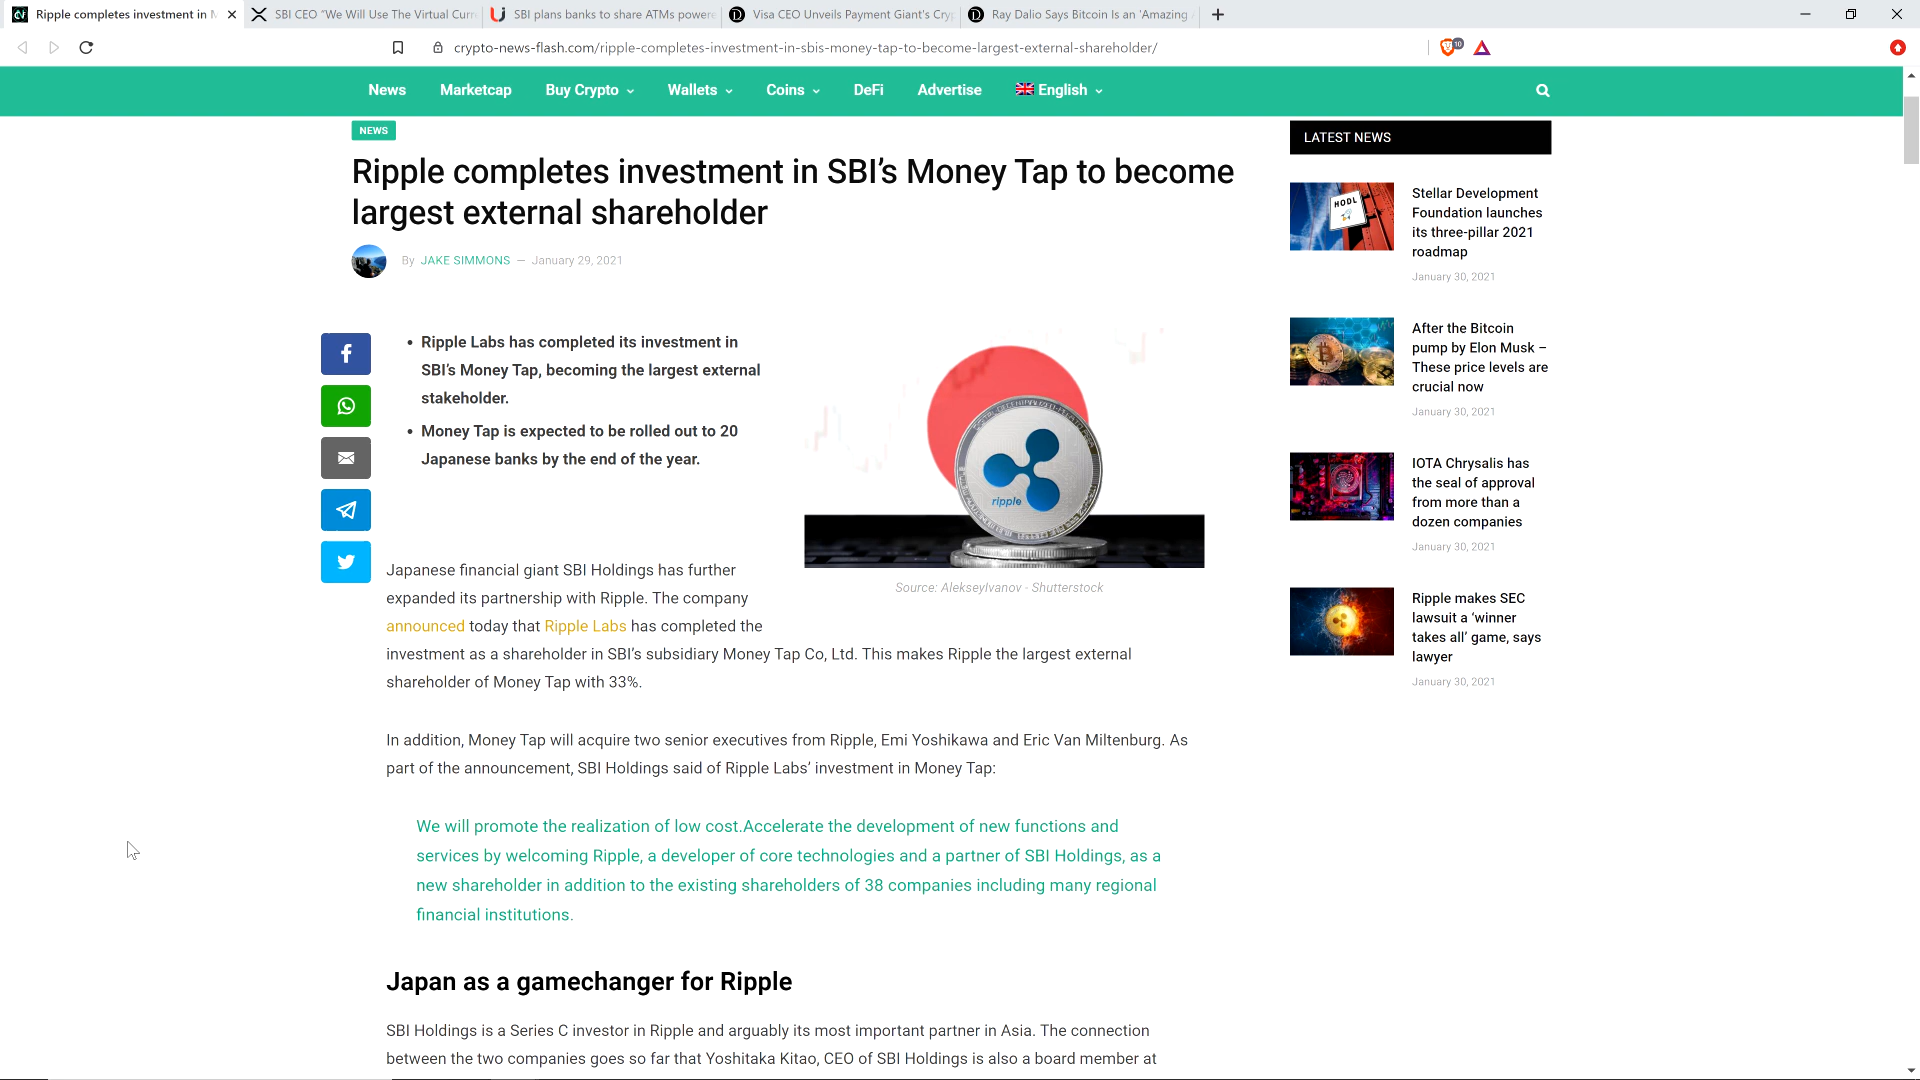 Ripple completes investment in M
SBI CEO "We Will Use The Virtual Curr
SBI plans banks to share ATMs powere
Visa CEO Unveils Payment Giant's Cry
Ray Dalio Says Bitcoin Is an 'Amazing
crypto-news-flash.com/ripple-completes-investment-in-sbis-money-tap-to-become-largest-external-shareholder/
10
News Marketcap Buy Crypto Wallets Coins DeFi Advertise English
NEWS
Ripple completes investment in SBI’s Money Tap to become
largest external shareholder
By JAKE SIMMONS — January 29, 2021
• Ripple Labs has completed its investment in
SBI’s Money Tap, becoming the largest external
stakeholder.
• Money Tap is expected to be rolled out to 20
Japanese banks by the end of the year.
ripple
Source: AlekseyIvanov - Shutterstock
Japanese financial giant SBI Holdings has further
expanded its partnership with Ripple. The company
announced today that Ripple Labs has completed the
investment as a shareholder in SBI’s subsidiary Money Tap Co, Ltd. This makes Ripple the largest external
shareholder of Money Tap with 33%.
In addition, Money Tap will acquire two senior executives from Ripple, Emi Yoshikawa and Eric Van Miltenburg. As
part of the announcement, SBI Holdings said of Ripple Labs’ investment in Money Tap:
We will promote the realization of low cost.Accelerate the development of new functions and
services by welcoming Ripple, a developer of core technologies and a partner of SBI Holdings, as a
new shareholder in addition to the existing shareholders of 38 companies including many regional
financial institutions.
Japan as a gamechanger for Ripple
SBI Holdings is a Series C investor in Ripple and arguably its most important partner in Asia. The connection
between the two companies goes so far that Yoshitaka Kitao, CEO of SBI Holdings is also a board member at
LATEST NEWS
HODL
Stellar Development
Foundation launches
its three-pillar 2021
roadmap
January 30, 2021
After the Bitcoin
pump by Elon Musk –
These price levels are
crucial now
January 30, 2021
IOTA Chrysalis has
the seal of approval
from more than a
dozen companies
January 30, 2021
Ripple makes SEC
lawsuit a ‘winner
takes all’ game, says
lawyer
January 30, 2021